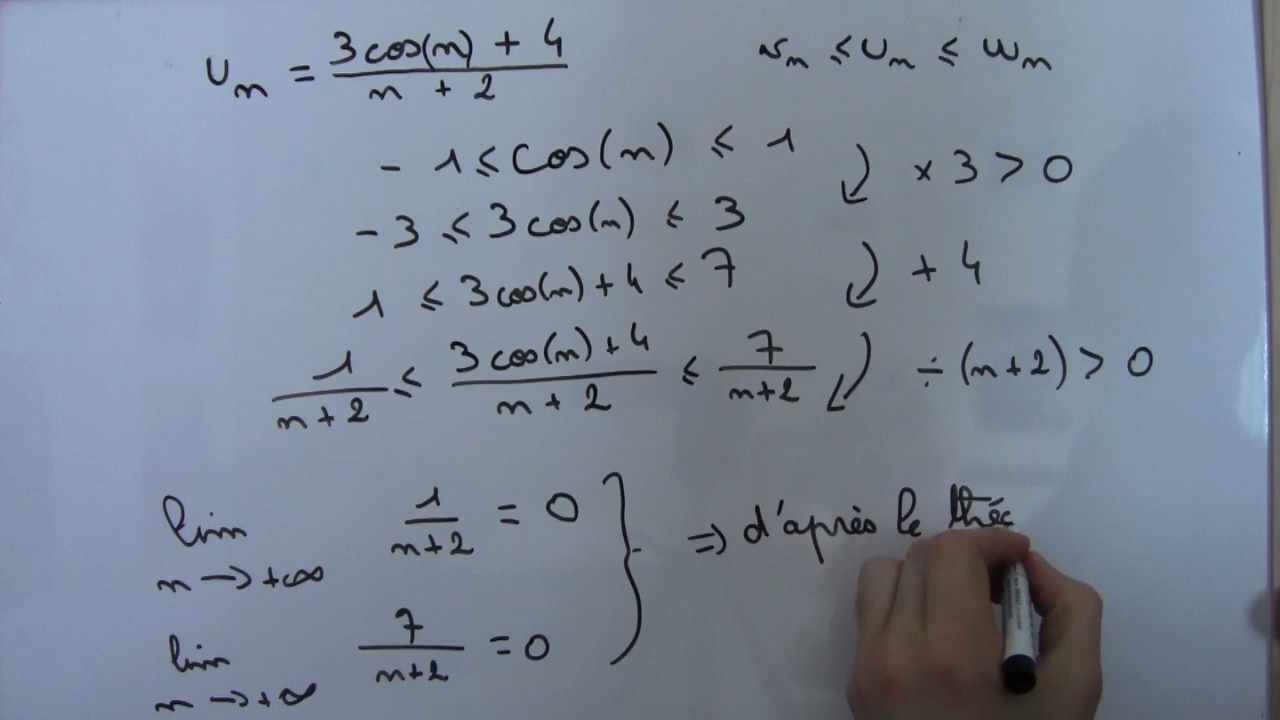 Un = (3cos(n) + 4)/(n + 2)    vn ≤ Un ≤ wn
-1 ≤ cos(n) ≤ 1    × 3 > 0
-3 ≤ 3cos(n) ≤ 3
1 ≤ 3cos(n) + 4 ≤ 7    + 4
1/(n+2) ≤ (3cos(n) + 4)/(n + 2) ≤ 7/(n+2)    ÷ (n+2) > 0
lim n → +∞ 1/(n+2) = 0
⇒ d'après le théo
lim n → +∞ 7/(n+2) = 0